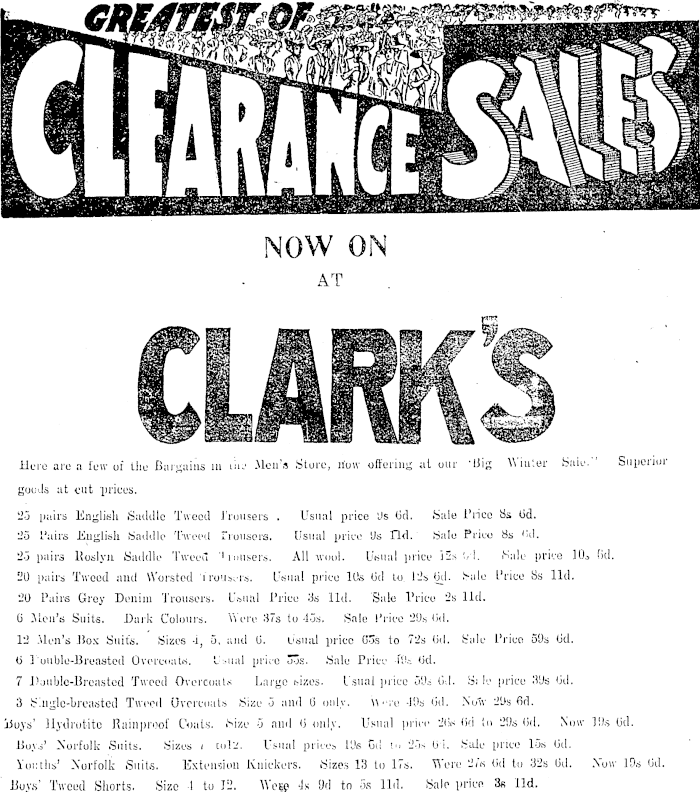 GREATEST OF
CLEARANCE SALES
NOW ON
AT
CLARK'S
Here are a few of the Bargains in the Men's Store, now offering at our "Big Winter Sale." Superior
goods at cut prices.
25 pairs English Saddle Tweed Trousers. Usual price 9s 6d. Sale Price 8s 6d.
25 Pairs English Saddle Tweed Trousers. Usual price 9s 11d. Sale Price 8s 6d.
25 pairs Roslyn Saddle Tweed Trousers. All wool. Usual price Sale price 10s 6d.
20 pairs Tweed and Worsted Trousers. Usual price 10s 6d to 12s 6d. Sale Price 8s 11d.
20 Pairs Grey Denim Trousers. Usual Price 3s 11d. Sale Price 2s 11d.
6 Men's Suits. Dark Colours. Were 37s to 45s. Sale Price 29s 6d.
12 Men's Box Suits. Sizes 4, 5, and 6. Usual price 65s to 72s 6d. Sale Price 59s 6d.
6 Double-Breasted Overcoats. Usual price 55s. Sale Price 49s 6d.
7 Double-Breasted Tweed Overcoats Large sizes. Usual price 59s 6d. Sale price 39s 6d.
3 Single-breasted Tweed Overcoats Size 5 and 6 only. Were 49s 6d. Now 29s 6d.
Boys' Hydrotite Rainproof Coats. Size 5 and 6 only. Usual price 26s 6d to 29s 6d. Now 19s 6d.
Boys' Norfolk Suits. Sizes 7 to12. Usual prices 19s 6d to 25s 6d. Sale price 15s 6d.
Youths' Norfolk Suits. Extension Knickers. Sizes 13 to 17s. Were 27s 6d to 32s 6d. Now 19s 6d.
Boys' Tweed Shorts. Size 4 to 12. Were 4s 9d to 5s 11d. Sale price 3s 11d.